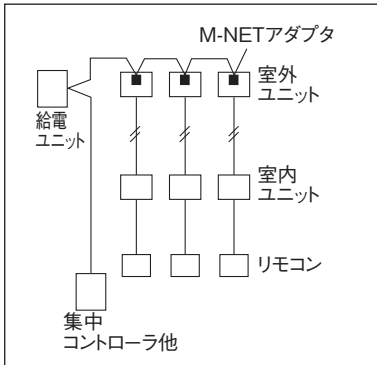 M-NETアダプタ
室外
ユニット
給電
ユニット
室内
ユニット
リモコン
集中
コントローラ他